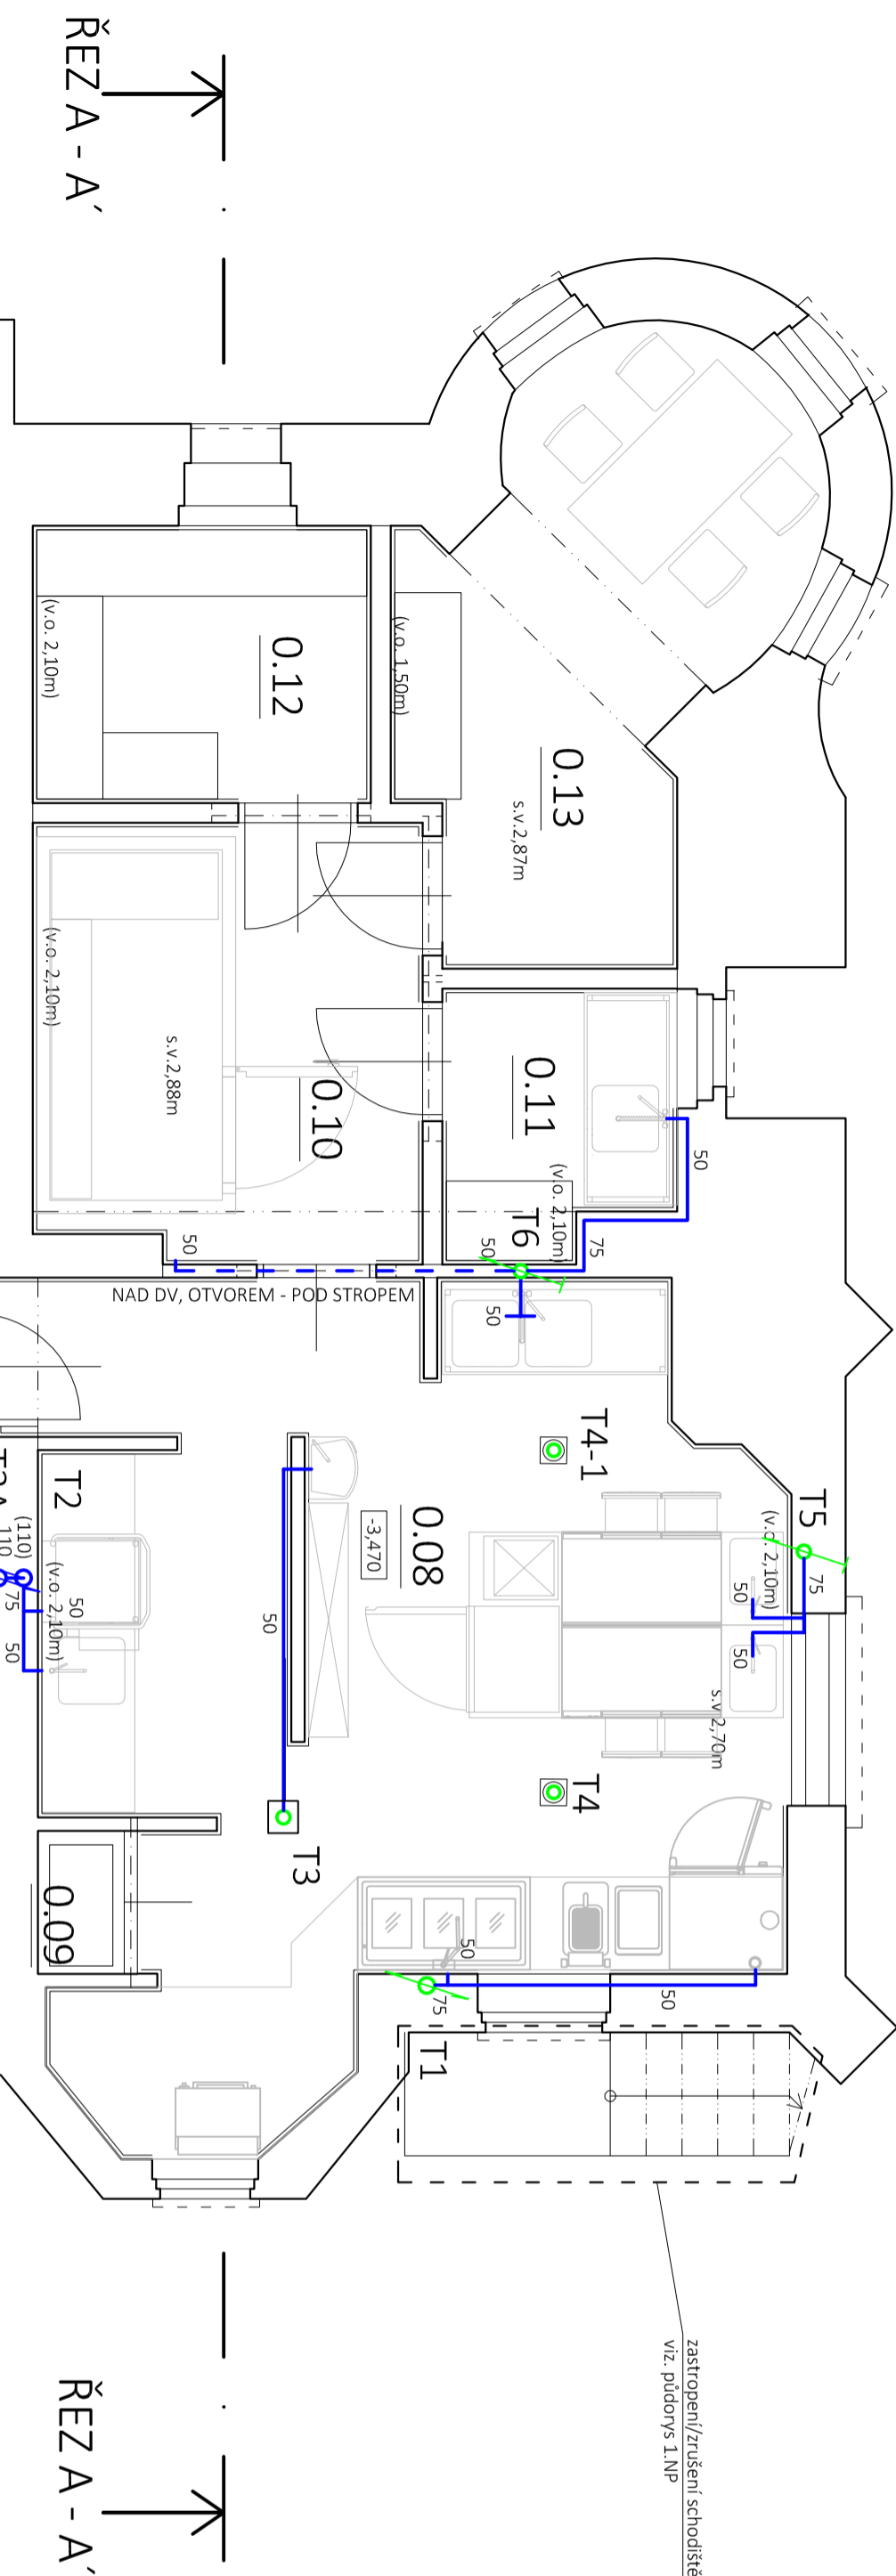 ŘEZ A - A´
0.12
(v.o. 2,10m)
(v.o. 1,50m)
0.13
s.v.2,87m
(v.o. 2,10m)
s.v.2,88m
0.10
0.11
(v.o. 2,10m)
50
75
T6
50
50
50
NAD DV, OTVOREM - POD STROPEM
T4-1
T5
(v.o. 2,10m)
75
50
50
s.v.2,70m
0.08
-3,470
50
T2
(v.o. 2,10m)
50
(110)
110
75
50
T4
T3
0.09
50
75
50
T1
zastropení/zrušení schodiště
viz. půdorys 1.NP
ŘEZ A - A´